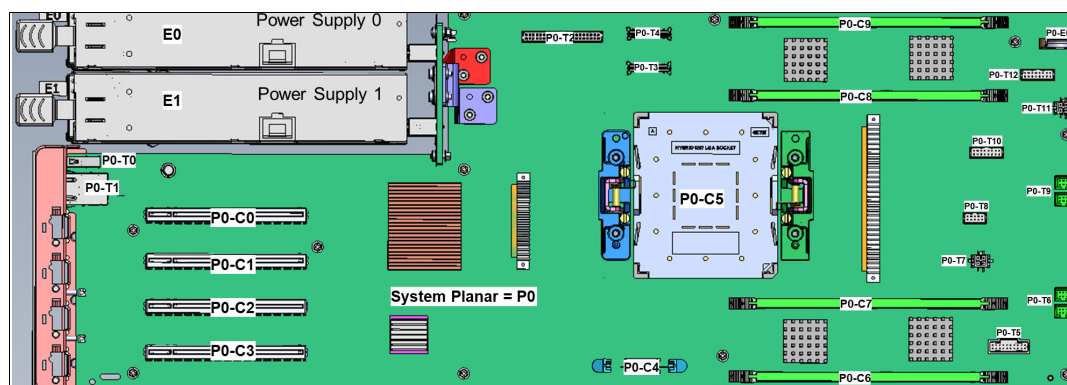 E0
Power Supply 0
E0
E1
Power Supply 1
E1
P0-T0
P0-T1
P0-C0
P0-C1
P0-C2
P0-C3
System Planar = P0
P0-T2
P0-T4
P0-T3
P0-C9
P0-C8
HYBRID LGA SOCKET
P0-C5
A
P0-C4
P0-C7
P0-C6
P0-T12
P0-T11
P0-T10
P0-T9
P0-T8
P0-T7
P0-T6
P0-T5